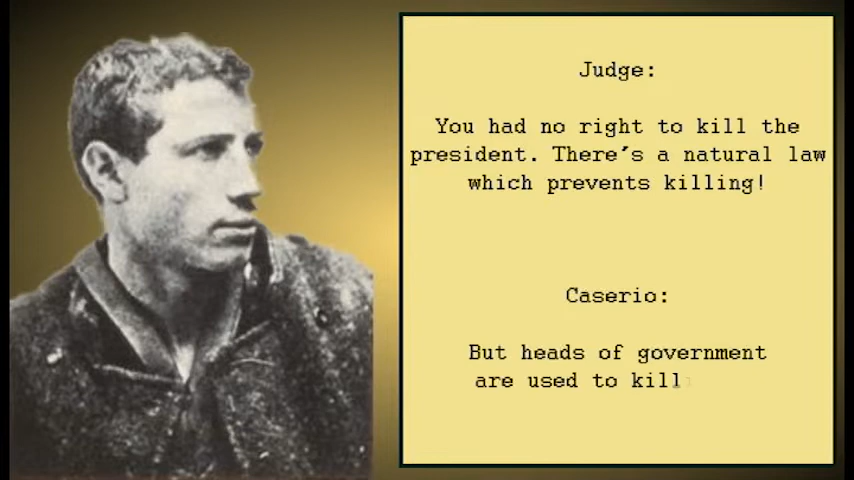 Judge:
You had no right to kill the
president. There's a natural law
which prevents killing!
Caserio:
But heads of government
are used to kill